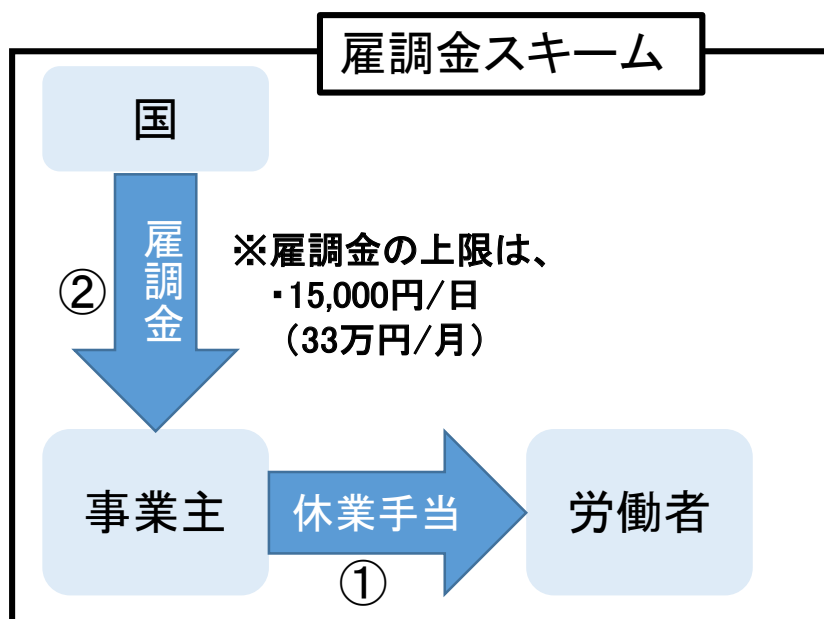 雇調金スキーム
国
雇調金
②
※雇調金の上限は、
・15,000円/日
（33万円/月）
事業主
休業手当
①
労働者